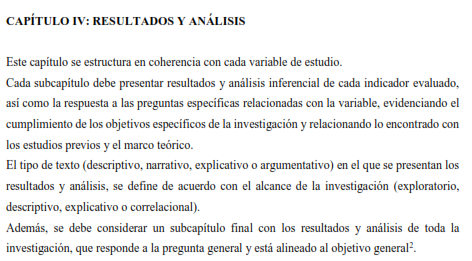 CAPÍTULO IV: RESULTADOS Y ANÁLISIS
Este capítulo se estructura en coherencia con cada variable de estudio.
Cada subcapítulo debe presentar resultados y análisis inferencial de cada indicador evaluado,
así como la respuesta a las preguntas específicas relacionadas con la variable, evidenciando el
cumplimiento de los objetivos específicos de la investigación y relacionando lo encontrado con
los estudios previos y el marco teórico.
El tipo de texto (descriptivo, narrativo, explicativo o argumentativo) en el que se presentan los
resultados y análisis, se define de acuerdo con el alcance de la investigación (exploratorio,
descriptivo, explicativo o correlacional).
Además, se debe considerar un subcapítulo final con los resultados y análisis de toda la
investigación, que responde a la pregunta general y está alineado al objetivo general².